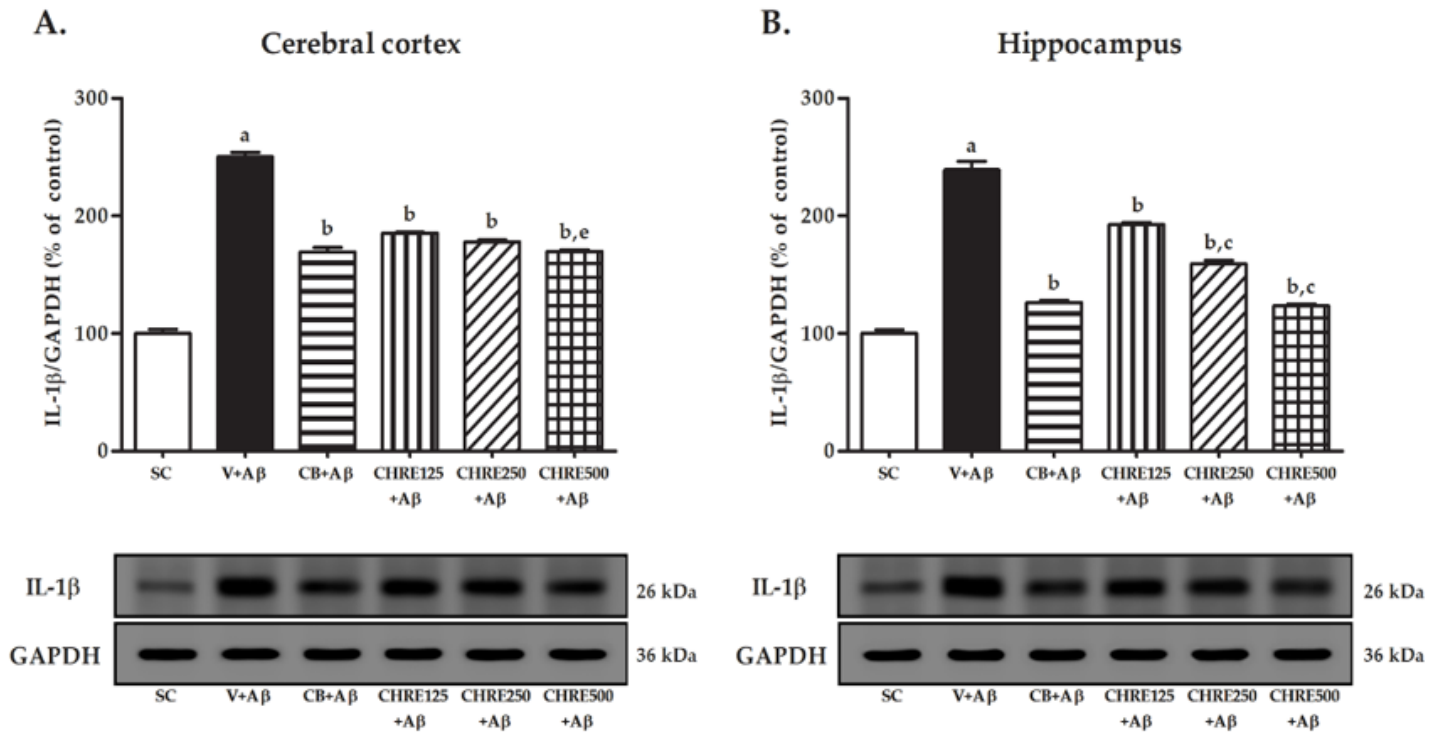 A.
Cerebral cortex
IL-1β/GAPDH (% of control)
300
200
100
0
a
b
b
b
b,e
SC V+Aβ CB+Aβ CHRE125 CHRE250 CHRE500
+Aβ +Aβ +Aβ
IL-1β
26 kDa
GAPDH
36 kDa
SC V+Aβ CB+Aβ CHRE125 CHRE250 CHRE500
+Aβ +Aβ +Aβ
B.
Hippocampus
IL-1β/GAPDH (% of control)
300
200
100
0
a
b
b
b,c
b,c
SC V+Aβ CB+Aβ CHRE125 CHRE250 CHRE500
+Aβ +Aβ +Aβ
IL-1β
26 kDa
GAPDH
36 kDa
SC V+Aβ CB+Aβ CHRE125 CHRE250 CHRE500
+Aβ +Aβ +Aβ